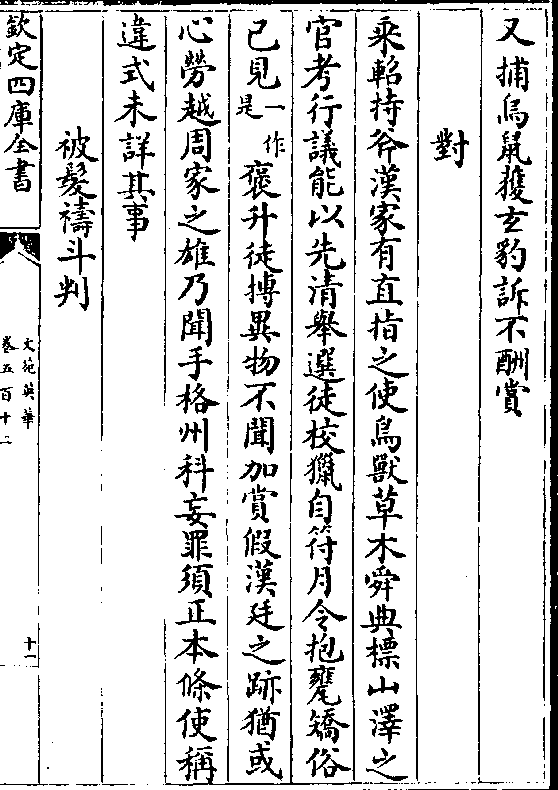 又捕烏鼠獲玄豹訴不酬賞
對
乘軺持斧漢家有直指之使鳥獸草木舜典標山澤之
官考行議能以先清舉選徒校獵自符月令抱甕矯俗
已見一作是褒升徒搏異物不聞加賞假漢廷之跡猶或
心勞越周家之雄乃聞手格州科妄罪須正本條使稱
違式未詳其事
被髮禱斗判
欽定四庫全書
文苑英華
卷五百十二
十一